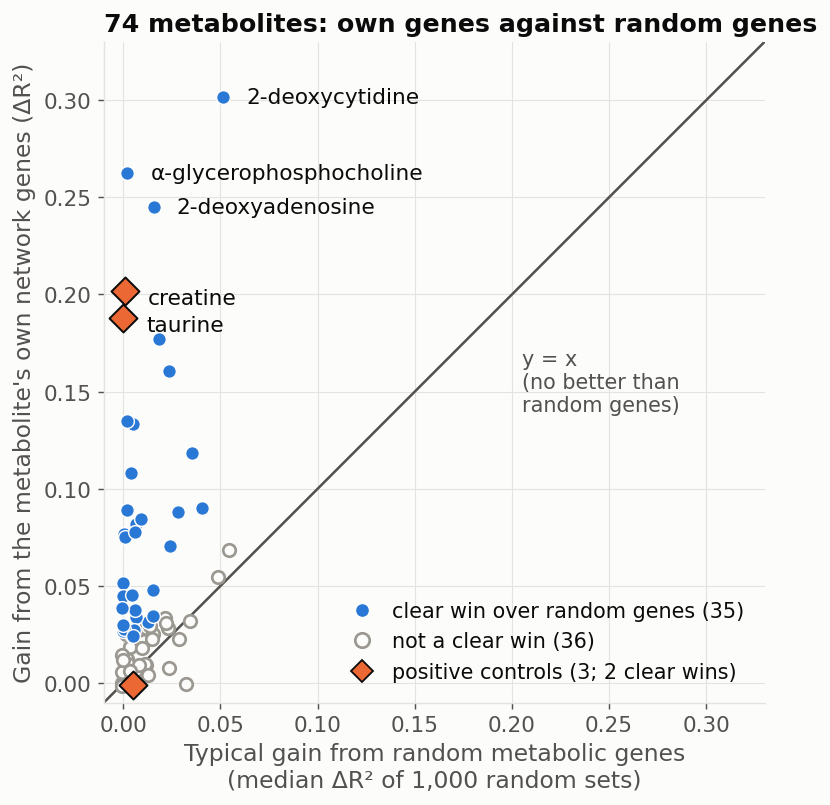 74 metabolites: own genes against random genes
Gain from the metabolite's own network genes (ΔR²)
0.30
0.25
0.20
0.15
0.10
0.05
0.00
2-deoxycytidine
α-glycerophosphocholine
2-deoxyadenosine
creatine
taurine
y = x
(no better than
random genes)
clear win over random genes (35)
not a clear win (36)
positive controls (3; 2 clear wins)
0.00 0.05 0.10 0.15 0.20 0.25 0.30
Typical gain from random metabolic genes
(median ΔR² of 1,000 random sets)